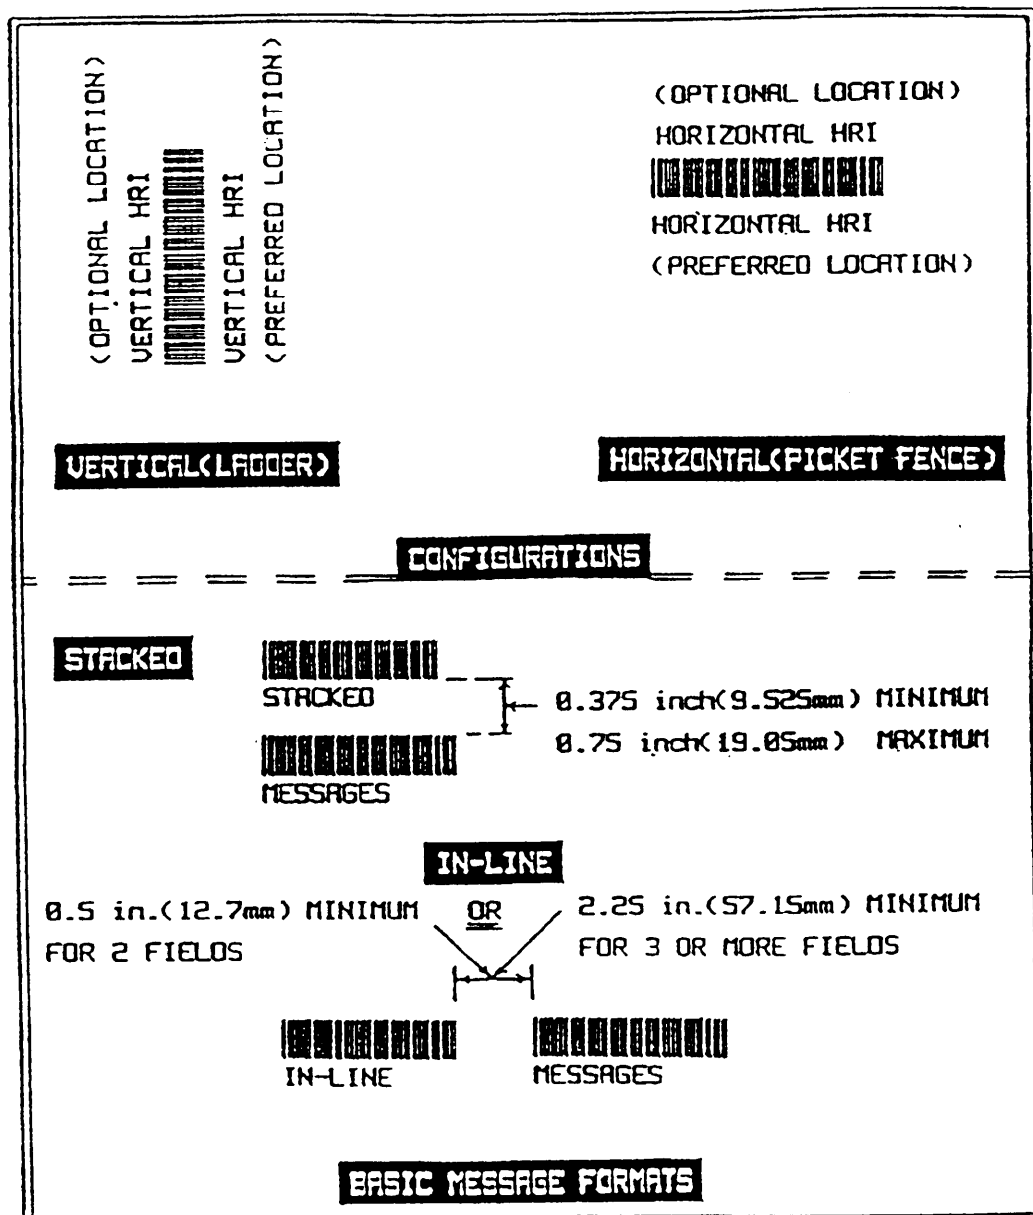 (OPTIONAL LOCATION)
VERTICAL HRI
VERTICAL HRI
(PREFERRED LOCATION)
(OPTIONAL LOCATION)
HORIZONTAL HRI
HORIZONTAL HRI
(PREFERRED LOCATION)
VERTICAL(LADDER)
HORIZONTAL(PICKET FENCE)
CONFIGURATIONS
STACKED
STACKED
0.375 inch(9.525mm) MINIMUM
0.75 inch(19.05mm) MAXIMUM
MESSAGES
IN-LINE
0.5 in.(12.7mm) MINIMUM
FOR 2 FIELDS
OR
2.25 in.(57.15mm) MINIMUM
FOR 3 OR MORE FIELDS
IN-LINE
MESSAGES
BASIC MESSAGE FORMATS